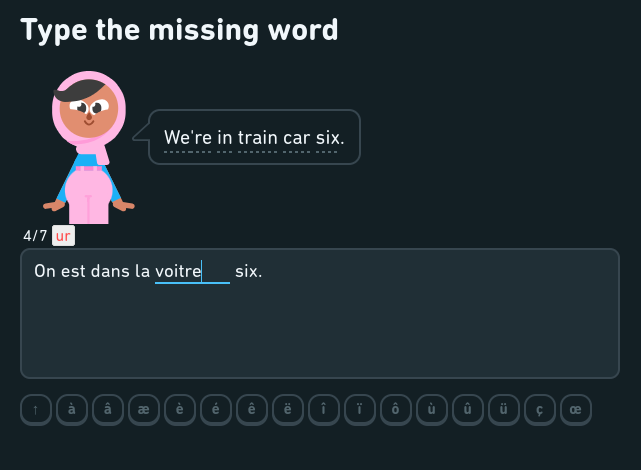 Type the missing word
We're in train car six.
4/7 ur
On est dans la voitre six.
↑ à â æ è é ê ë î ï ô ù û ü ç œ